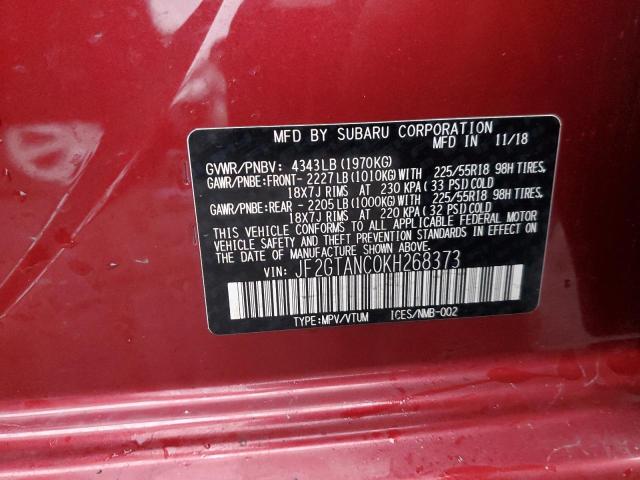 MFD BY SUBARU CORPORATION
MFD IN 11/18
GVWR/PNBV: 4343LB(1970KG)
GAWR/PNBE:FRONT- 2227LB(1010KG)WITH 225/55R18 98H TIRES,
18X7J RIMS AT 230 KPA(33 PSI)COLD
GAWR/PNBE:REAR -2205LB(1000KG)WITH 225/55R18 98H TIRES,
18X7J RIMS AT 220 KPA(32 PSI)COLD
THIS VEHICLE CONFORMS TO ALL APPLICABLE FEDERAL MOTOR
VEHICLE SAFETY AND THEFT PREVENTION STANDARDS IN EFFECT ON
THE DATE OF MANUFACTURE SHOWN ABOVE.
VIN: JF2GTANC0KH268373
TYPE:MPV/VTUM ICES/NMB-002